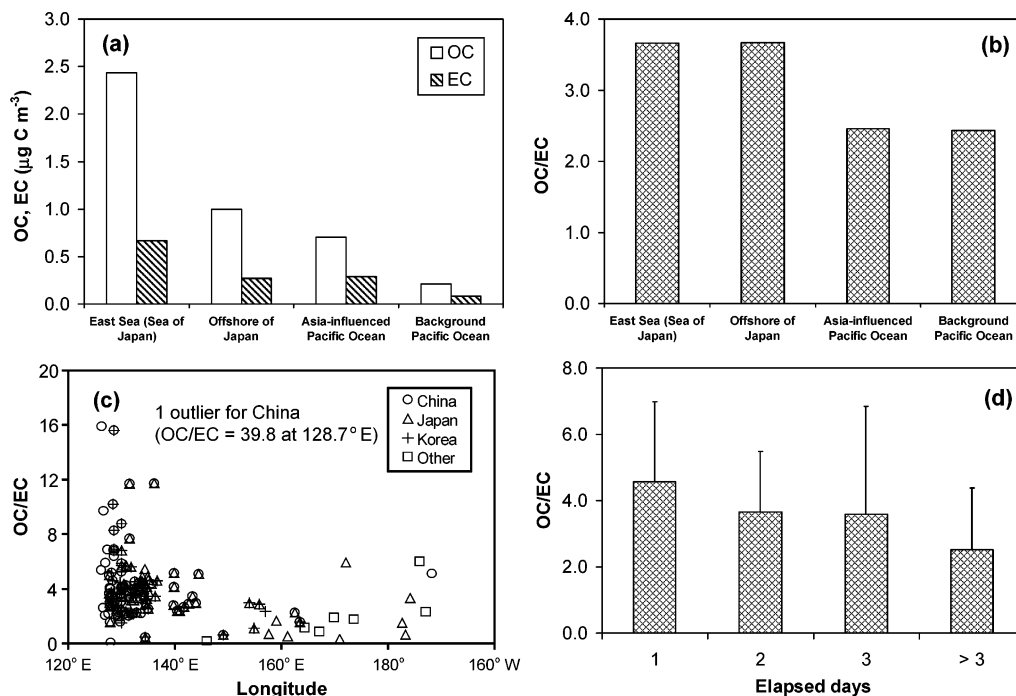 (a)
OC
EC
OC, EC (µg C m-3)
3.0
2.5
2.0
1.5
1.0
0.5
0.0
East Sea (Sea of
Japan)
Offshore of
Japan
Asia-influenced
Pacific Ocean
Background
Pacific Ocean
(b)
OC/EC
4.0
3.0
2.0
1.0
0.0
East Sea (Sea of
Japan)
Offshore of
Japan
Asia-influenced
Pacific Ocean
Background
Pacific Ocean
(c)
1 outlier for China
(OC/EC = 39.8 at 128.7° E)
China
Japan
Korea
Other
OC/EC
20
16
12
8
4
0
120° E
140° E
160° E
180°
160° W
Longitude
(d)
OC/EC
8.0
6.0
4.0
2.0
0.0
1
2
3
> 3
Elapsed days